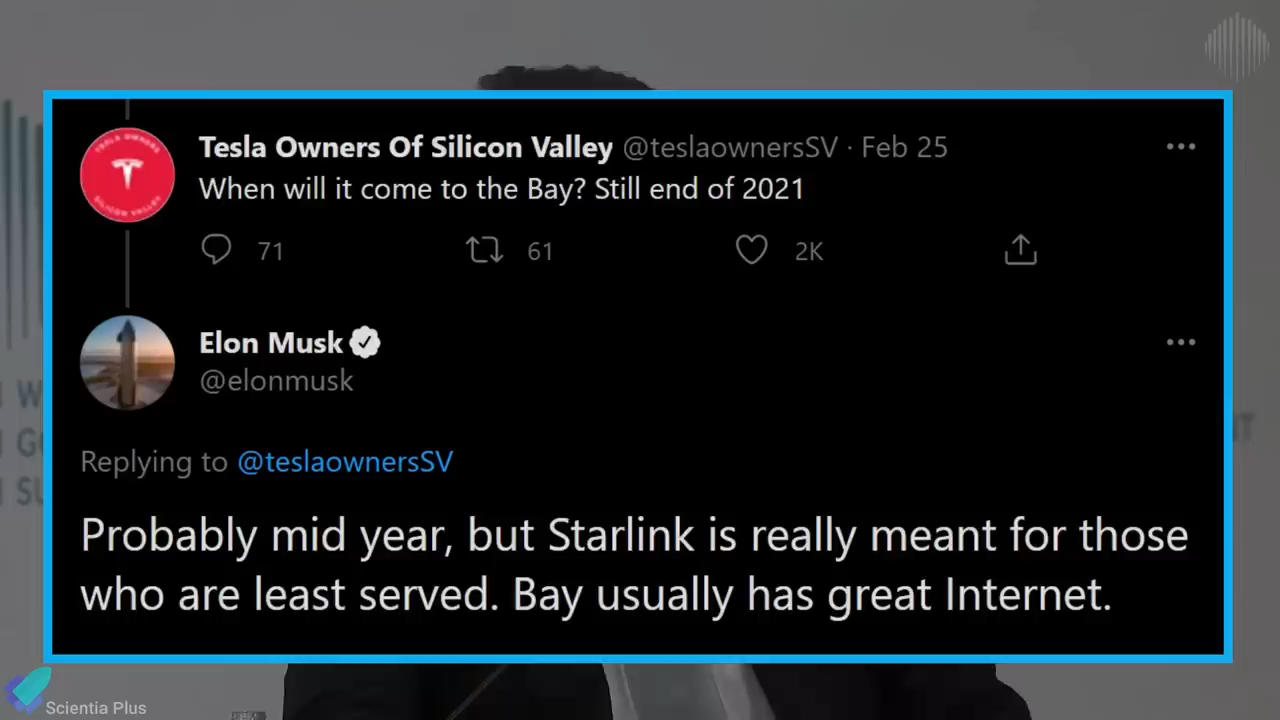 Tesla Owners Of Silicon Valley @teslaownersSV · Feb 25
When will it come to the Bay? Still end of 2021
71 61 2K
Elon Musk
@elonmusk
Replying to @teslaownersSV
Probably mid year, but Starlink is really meant for those
who are least served. Bay usually has great Internet.
Scientia Plus